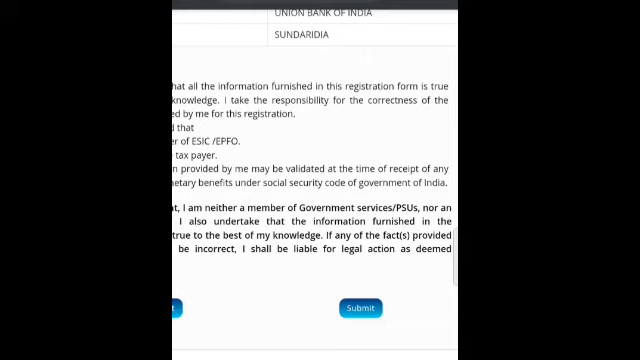 UNION BANK OF INDIA
SUNDARIDIA
hat all the information furnished in this registration form is true
knowledge. I take the responsibility for the correctness of the
ed by me for this registration.
d that
er of ESIC /EPFO.
tax payer.
n provided by me may be validated at the time of receipt of any
netary benefits under social security code of government of India.
at, I am neither a member of Government services/PSUs, nor an
I also undertake that the information furnished in the
true to the best of my knowledge. If any of the fact(s) provided
be incorrect, I shall be liable for legal action as deemed
t
Submit